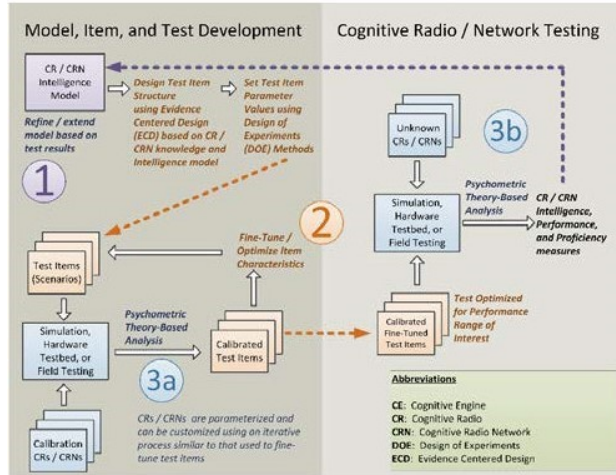 Model, Item, and Test Development
Cognitive Radio / Network Testing
CR / CRN
Intelligence
Model
Design Test Item
Structure
using Evidence
Centered Design
(ECD) based on CR /
CRN knowledge and
Intelligence model
Set Test Item
Parameter
Values using
Design of
Experiments
(DOE) Methods
Refine / extend
model based on
test results
1
Unknown
CRs / CRNs
3b
Simulation,
Hardware
Testbed, or
Field Testing
Psychometric
Theory-Based
Analysis
CR / CRN
Intelligence,
Performance,
and Proficiency
measures
2
Fine-Tune /
Optimize Item
Characteristics
Test Items
(Scenarios)
Simulation,
Hardware
Testbed, or
Field Testing
Psychometric
Theory-Based
Analysis
3a
Calibrated
Test Items
Calibrated
Fine-Tuned
Test Items
Test Optimized
for Performance
Range of
Interest
Calibration
CRs / CRNs
CRs / CRNs are parameterized and
can be customized using an iterative
process similar to that used to fine-
tune test items
Abbreviations
CE: Cognitive Engine
CR: Cognitive Radio
CRN: Cognitive Radio Network
DOE: Design of Experiments
ECD: Evidence Centered Design